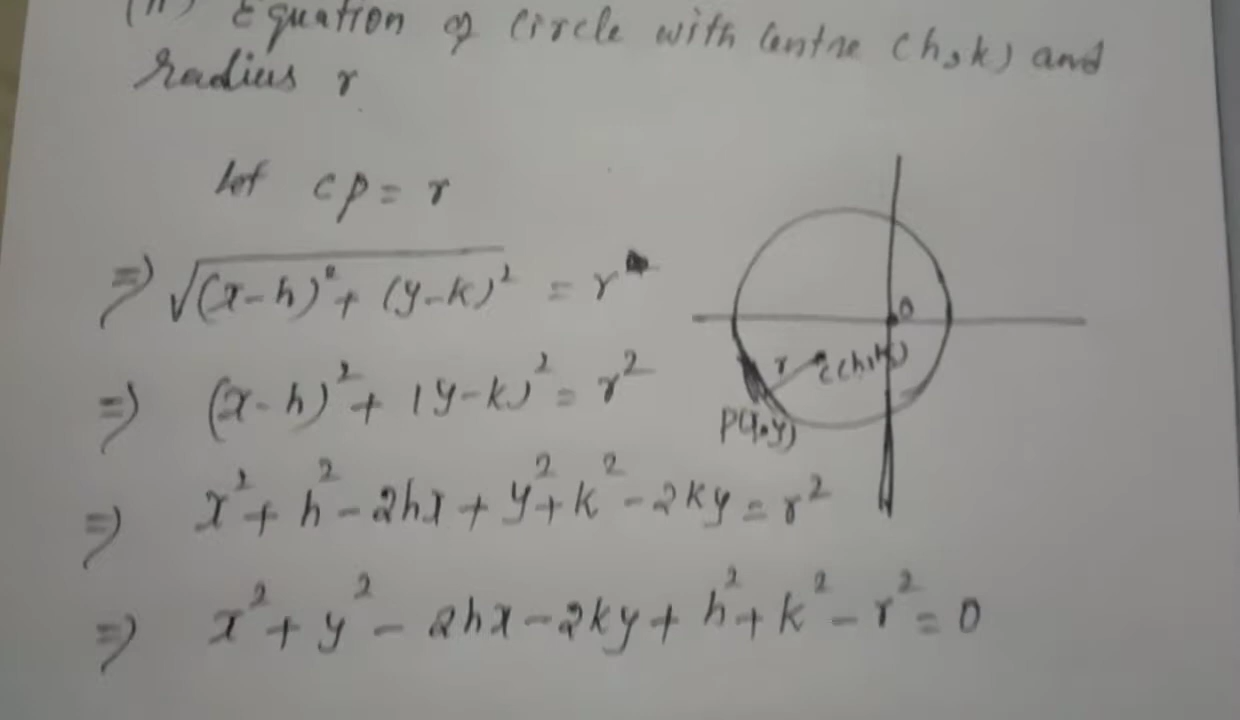 (ii) Equation of circle with Centre (h,k) and
radius r
let cp = r
⇒ √(x-h)²+(y-k)² = r
⇒ (x-h)²+(y-k)² = r²
⇒ x²+h²-2hx+y²+k²-2ky=r²
⇒ x²+y²-2hx-2ky+h²+k²-r²=0
O
r
C(h,k)
P(x,y)